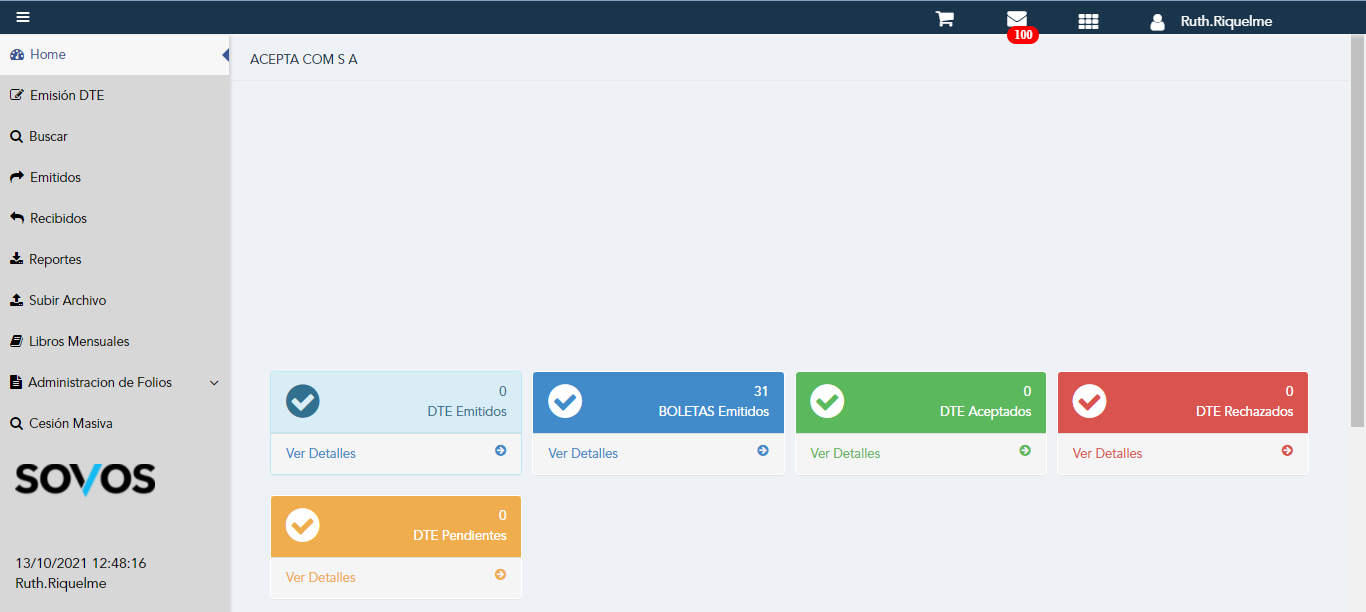 Ruth.Riquelme
100
Home
Emisión DTE
Buscar
Emitidos
Recibidos
Reportes
Subir Archivo
Libros Mensuales
Administracion de Folios
Cesión Masiva
SOVOS
13/10/2021 12:48:16
Ruth.Riquelme
ACEPTA COM S A
0
DTE Emitidos
Ver Detalles
31
BOLETAS Emitidos
Ver Detalles
0
DTE Aceptados
Ver Detalles
0
DTE Rechazados
Ver Detalles
0
DTE Pendientes
Ver Detalles